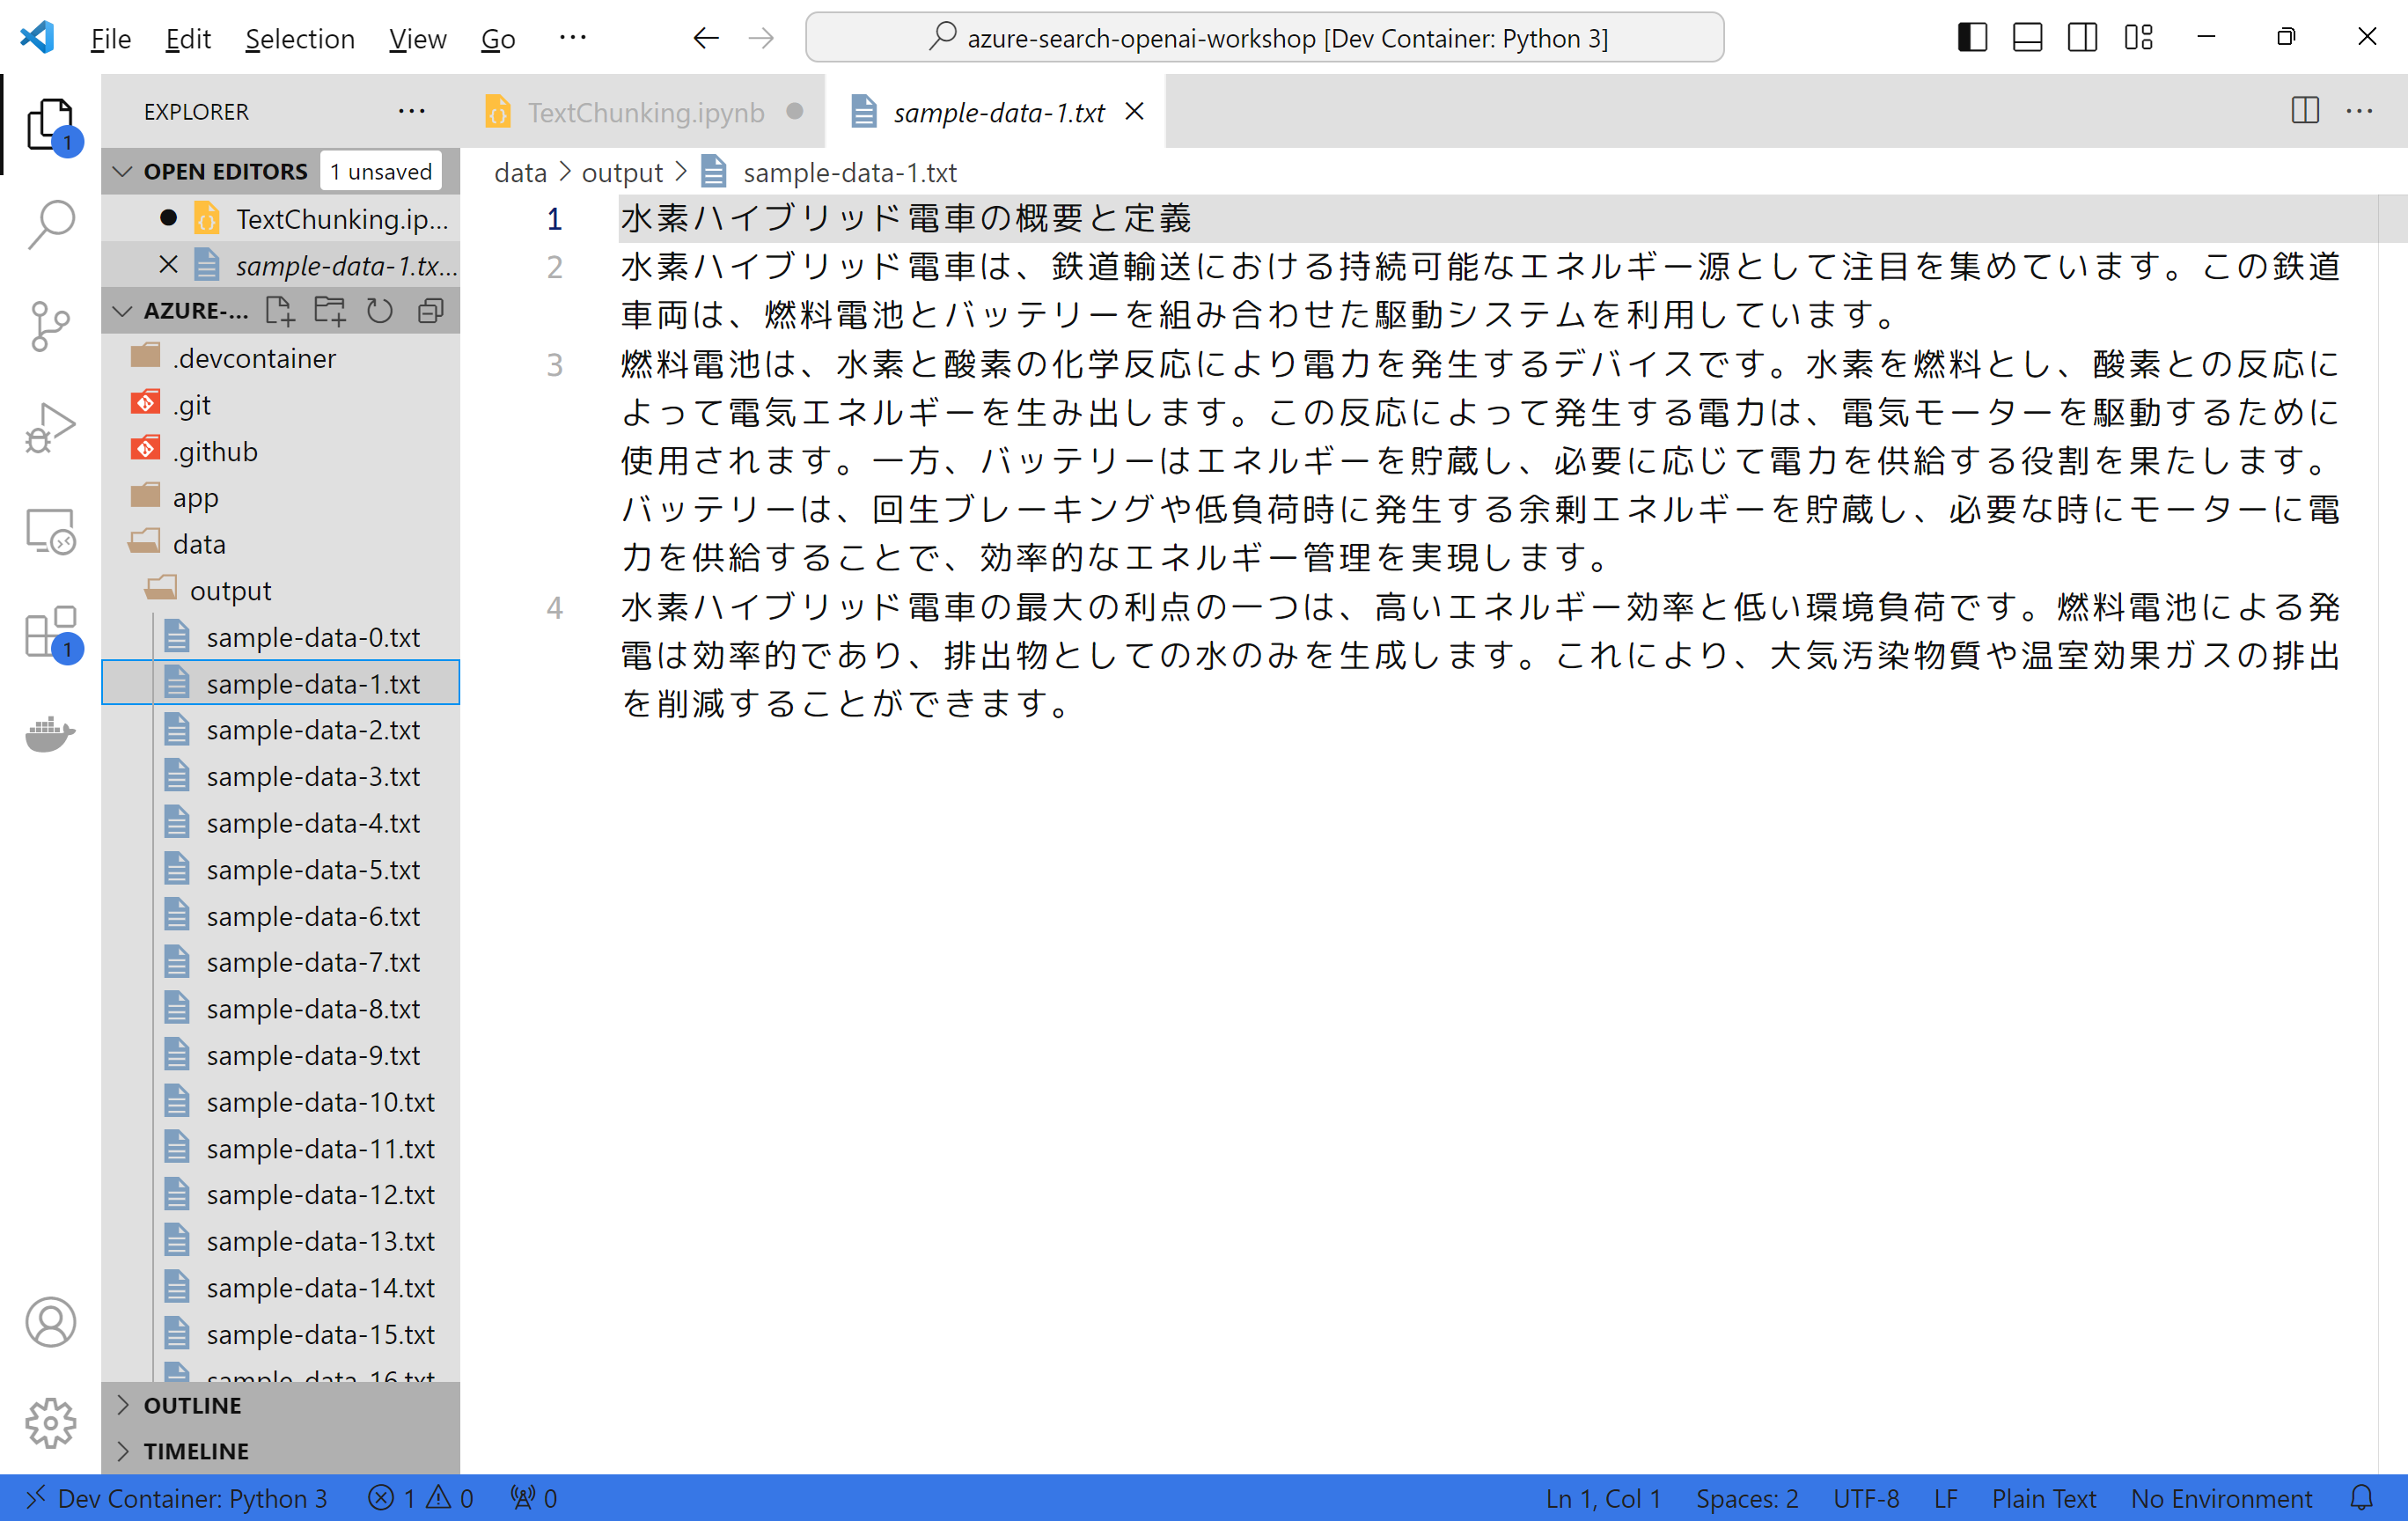 File Edit Selection View Go ···
azure-search-openai-workshop [Dev Container: Python 3]
EXPLORER
TextChunking.ipynb
sample-data-1.txt
OPEN EDITORS 1 unsaved
TextChunking.ip...
sample-data-1.tx...
AZURE-...
.devcontainer
.git
.github
app
data
output
sample-data-0.txt
sample-data-1.txt
sample-data-2.txt
sample-data-3.txt
sample-data-4.txt
sample-data-5.txt
sample-data-6.txt
sample-data-7.txt
sample-data-8.txt
sample-data-9.txt
sample-data-10.txt
sample-data-11.txt
sample-data-12.txt
sample-data-13.txt
sample-data-14.txt
sample-data-15.txt
sample-data-16.txt
OUTLINE
TIMELINE
1
1
data > output > sample-data-1.txt
1 水素ハイブリッド電車の概要と定義
2 水素ハイブリッド電車は、鉄道輸送における持続可能なエネルギー源として注目を集めています。この鉄道
車両は、燃料電池とバッテリーを組み合わせた駆動システムを利用しています。
3 燃料電池は、水素と酸素の化学反応により電力を発生するデバイスです。水素を燃料とし、酸素との反応に
よって電気エネルギーを生み出します。この反応によって発生する電力は、電気モーターを駆動するために
使用されます。一方、バッテリーはエネルギーを貯蔵し、必要に応じて電力を供給する役割を果たします。
バッテリーは、回生ブレーキングや低負荷時に発生する余剰エネルギーを貯蔵し、必要な時にモーターに電
力を供給することで、効率的なエネルギー管理を実現します。
4 水素ハイブリッド電車の最大の利点の一つは、高いエネルギー効率と低い環境負荷です。燃料電池による発
電は効率的であり、排出物としての水のみを生成します。これにより、大気汚染物質や温室効果ガスの排出
を削減することができます。
Dev Container: Python 3 1 0 0
Ln 1, Col 1 Spaces: 2 UTF-8 LF Plain Text No Environment